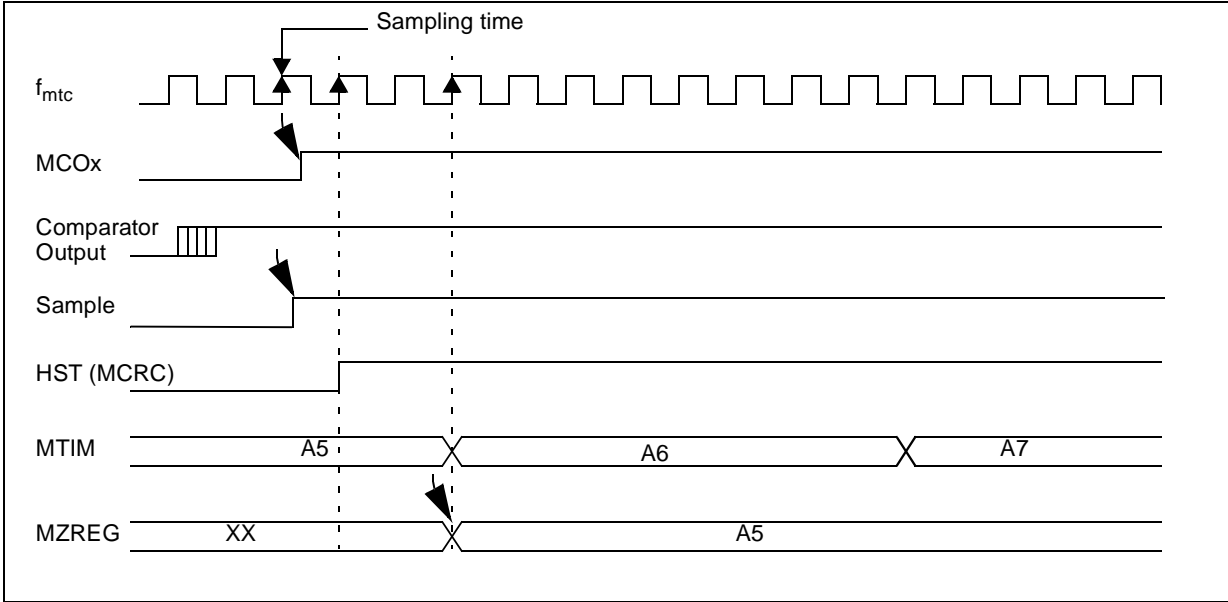 Sampling time
fmtc
MCOx
Comparator
Output
Sample
HST (MCRC)
MTIM
A5
A6
A7
MZREG
XX
A5